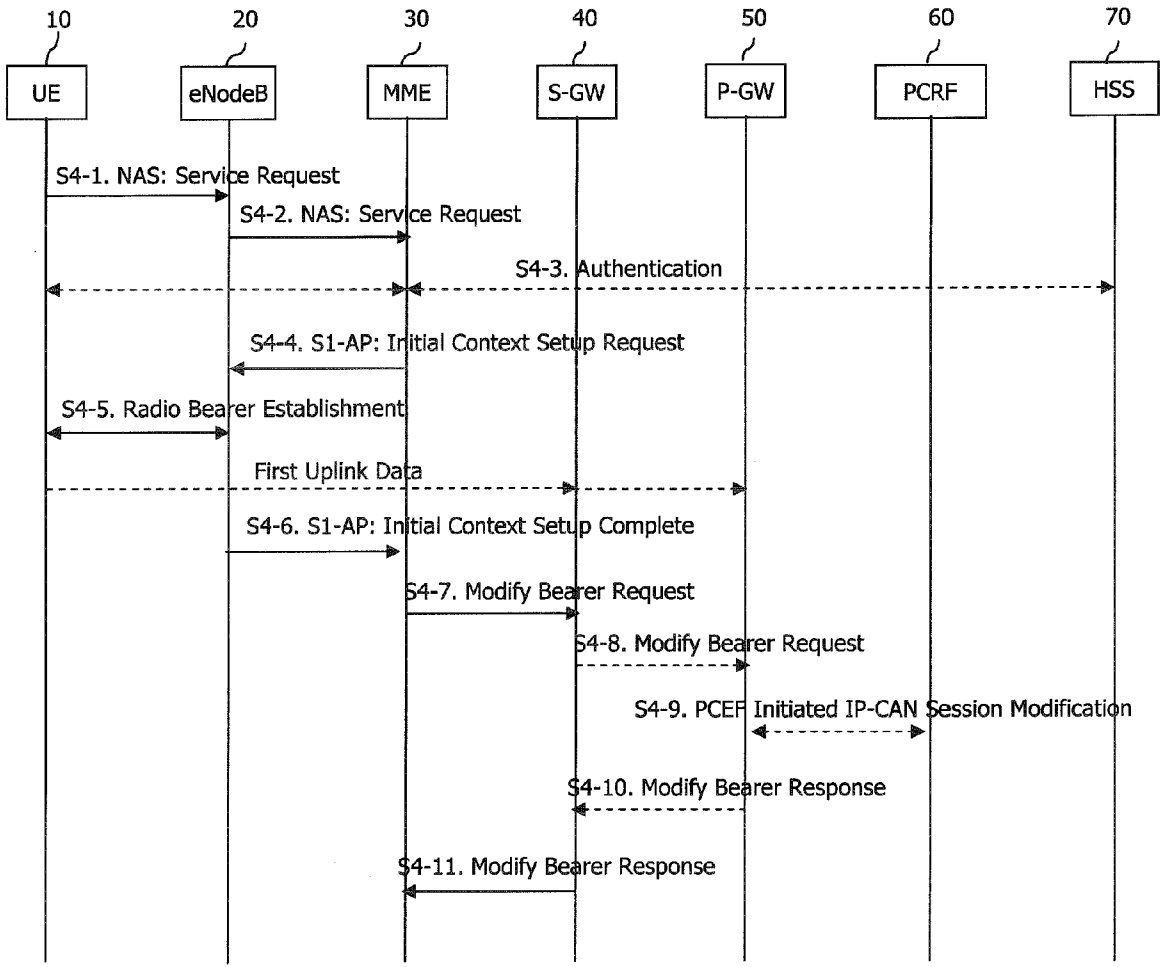 10 20 30 40 50 60 70
UE eNodeB MME S-GW P-GW PCRF HSS
S4-1. NAS: Service Request
S4-2. NAS: Service Request
S4-3. Authentication
S4-4. S1-AP: Initial Context Setup Request
S4-5. Radio Bearer Establishment
First Uplink Data
S4-6. S1-AP: Initial Context Setup Complete
S4-7. Modify Bearer Request
S4-8. Modify Bearer Request
S4-9. PCEF Initiated IP-CAN Session Modification
S4-10. Modify Bearer Response
S4-11. Modify Bearer Response